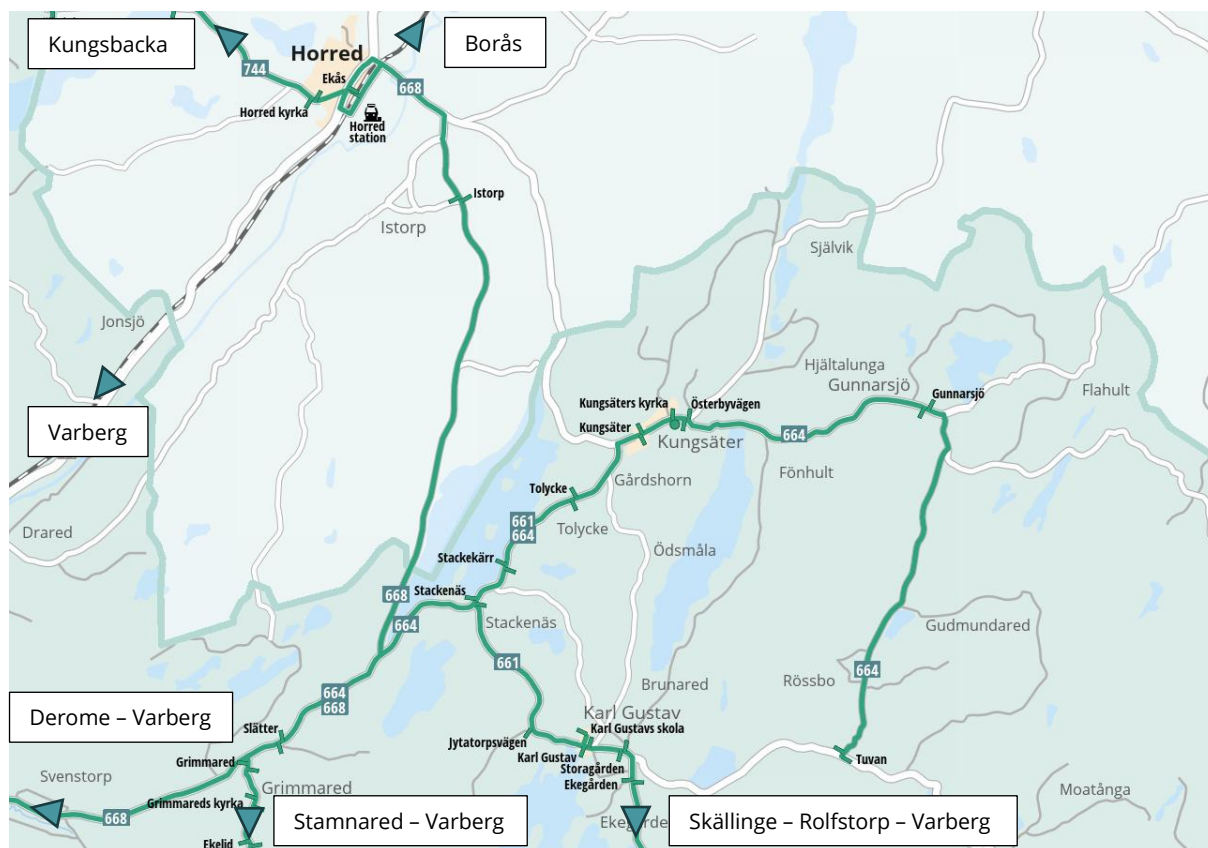 Kungsbacka
Borås
Horred
Ekås
744
668
Horred kyrka
Horred
station
Istorp
Istorp
Självik
Jonsjö
Hjältalunga
Gunnarsjö
Gunnarsjö
Flahult
Varberg
Kungsäters kyrka
Österbyvägen
Kungsäter
Kungsäter
664
Fönhult
Gårdshorn
Tolycke
Tolycke
661
664
Drared
Ödsmåla
Stackekärr
668
Stackenäs
664
Stackenäs
Gudmundared
661
664
Rössbo
Brunared
664
668
Derome – Varberg
Karl Gustav
Slätter
Karl Gustavs skola
Jytatorpsvägen
Karl Gustav
Storagården
Tuvan
Grimmared
Svenstorp
Ekegården
Grimmared
Moatånga
Grimmareds kyrka
668
Stamnared – Varberg
Ekegården
Skällinge – Rolfstorp – Varberg
Ekelid